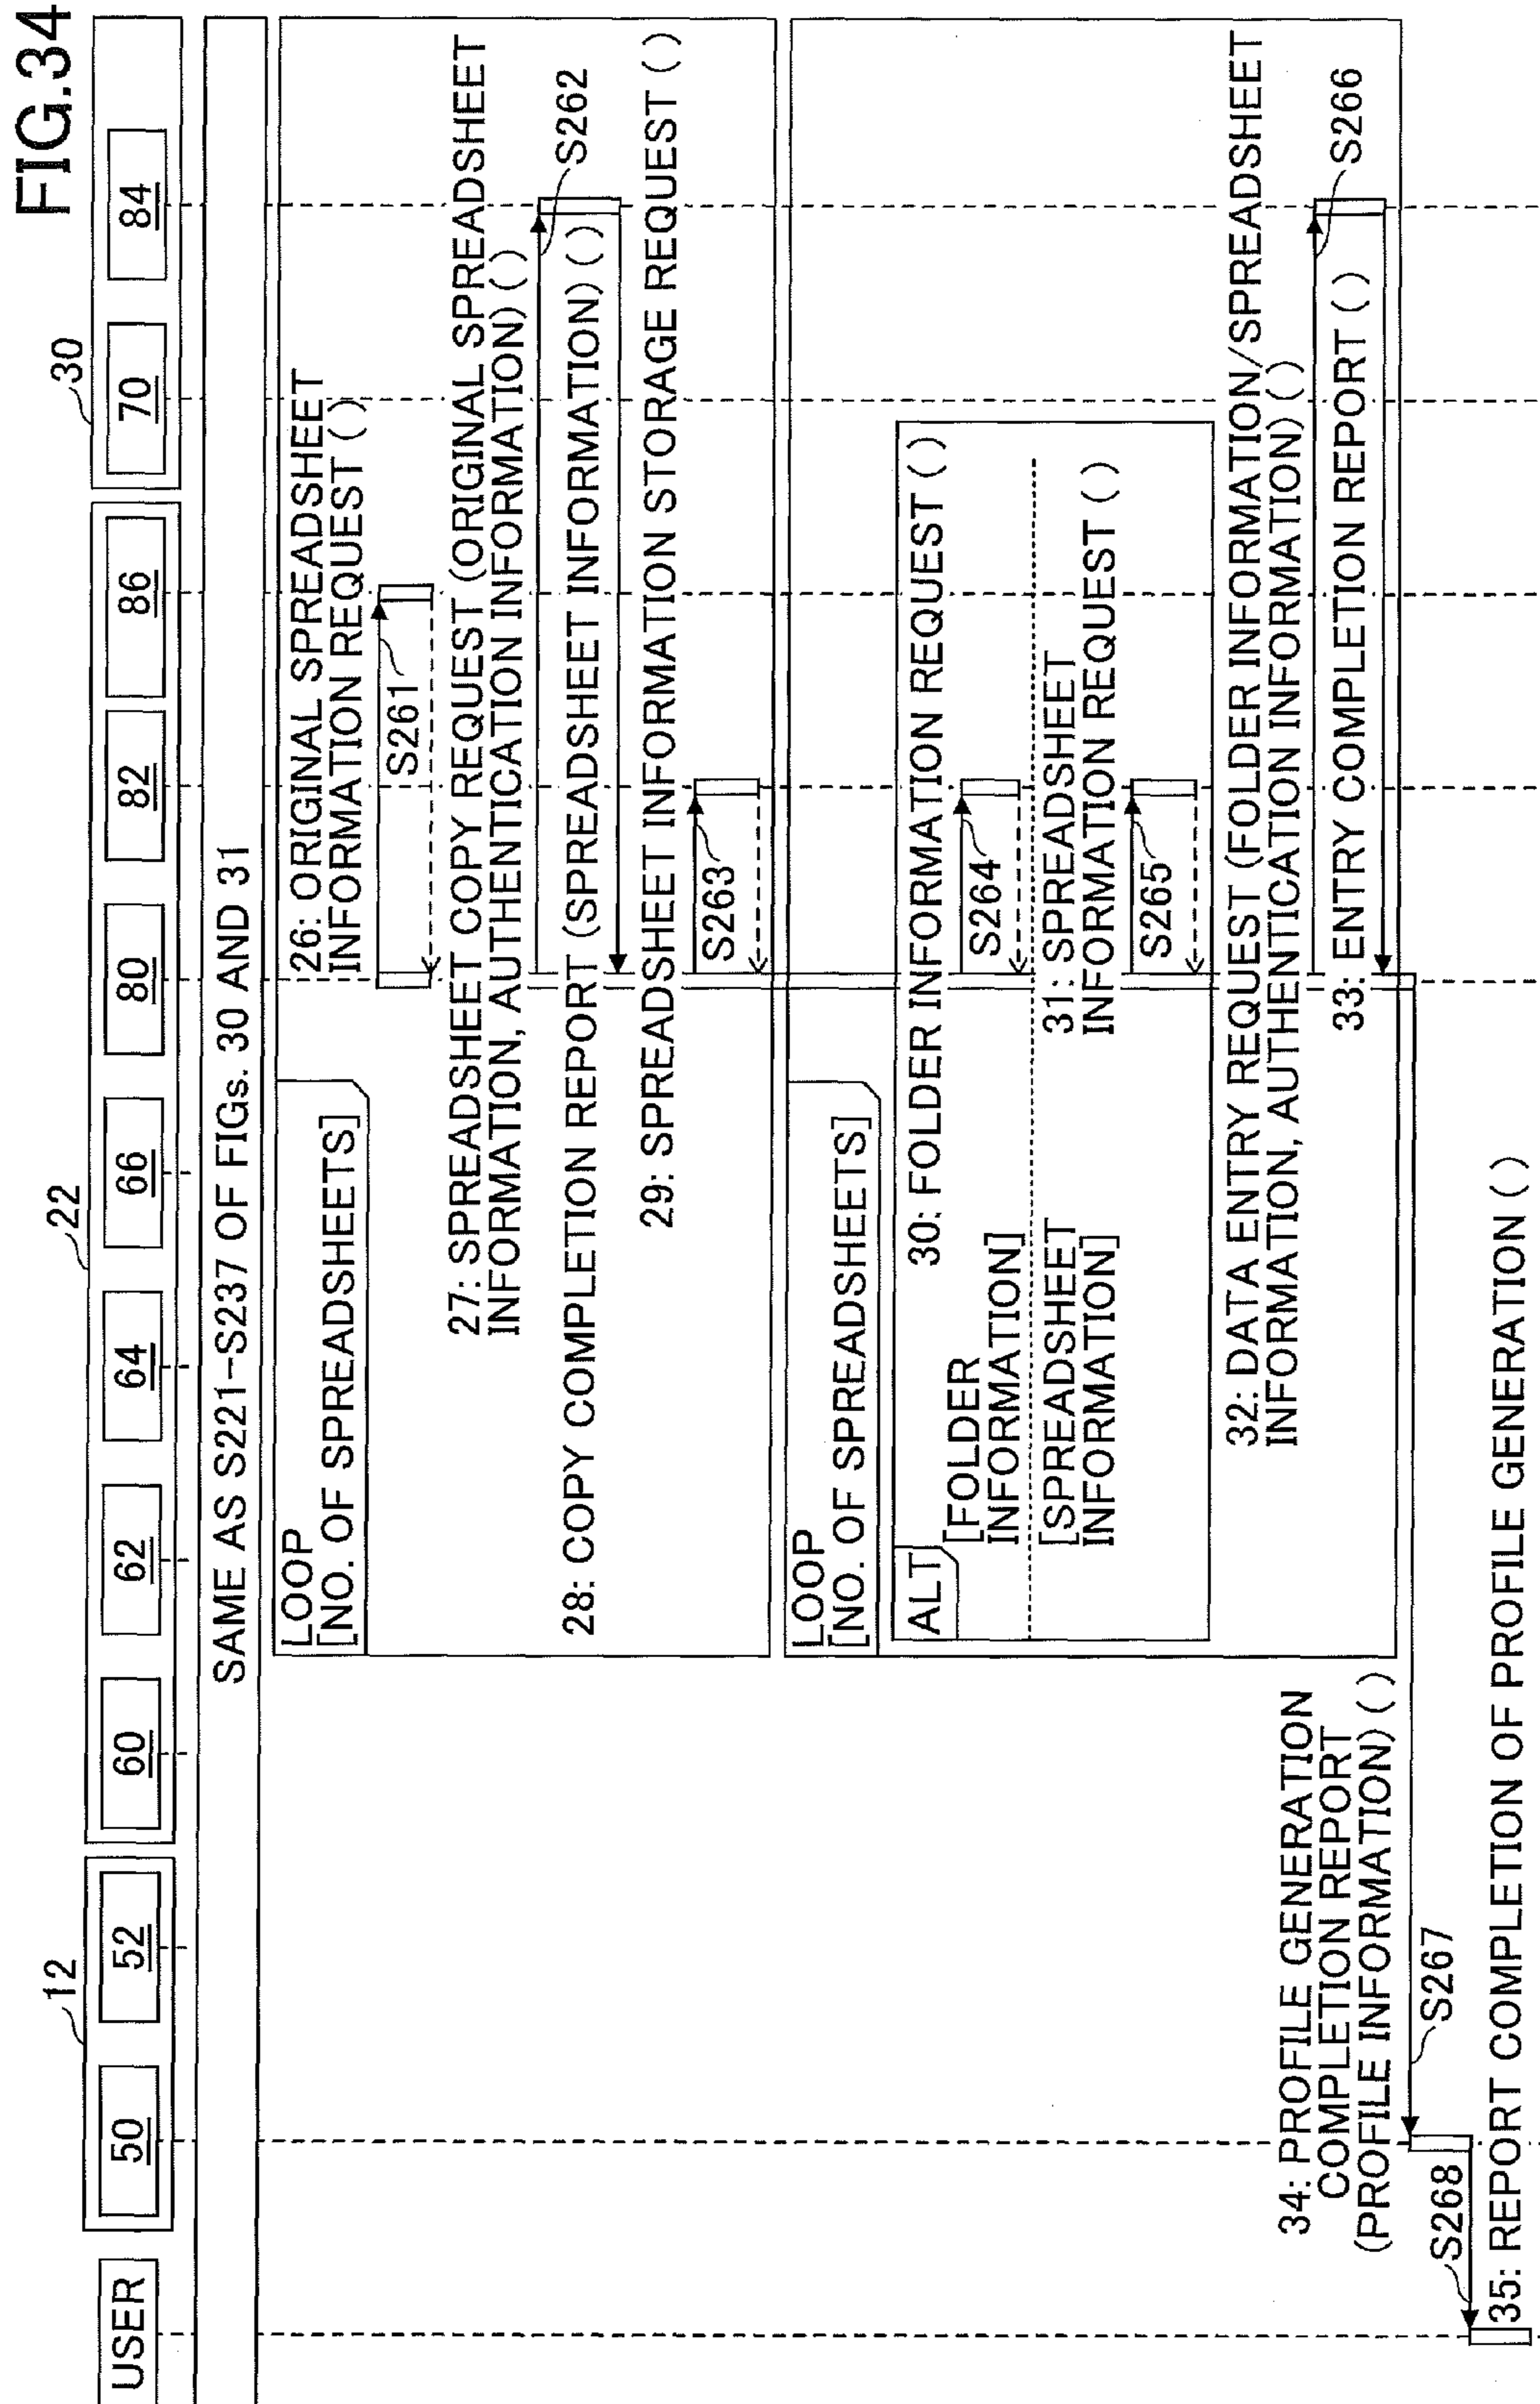 FIG.34
12
22
30
USER
50
52
60
62
64
66
80
82
86
70
84
SAME AS S221-S237 OF FIGs. 30 AND 31
LOOP
[NO. OF SPREADSHEETS]
26: ORIGINAL SPREADSHEET
INFORMATION REQUEST ( )
S261
27: SPREADSHEET COPY REQUEST (ORIGINAL SPREADSHEET
INFORMATION, AUTHENTICATION INFORMATION) ( )
S262
28: COPY COMPLETION REPORT (SPREADSHEET INFORMATION) ( )
29: SPREADSHEET INFORMATION STORAGE REQUEST ( )
S263
LOOP
[NO. OF SPREADSHEETS]
ALT
[FOLDER
INFORMATION]
30: FOLDER INFORMATION REQUEST ( )
S264
[SPREADSHEET
INFORMATION]
31: SPREADSHEET
INFORMATION REQUEST ( )
S265
32: DATA ENTRY REQUEST (FOLDER INFORMATION/SPREADSHEET
INFORMATION, AUTHENTICATION INFORMATION) ( )
S266
33: ENTRY COMPLETION REPORT ( )
34: PROFILE GENERATION
COMPLETION REPORT
(PROFILE INFORMATION) ( )
S267
S268
35: REPORT COMPLETION OF PROFILE GENERATION ( )